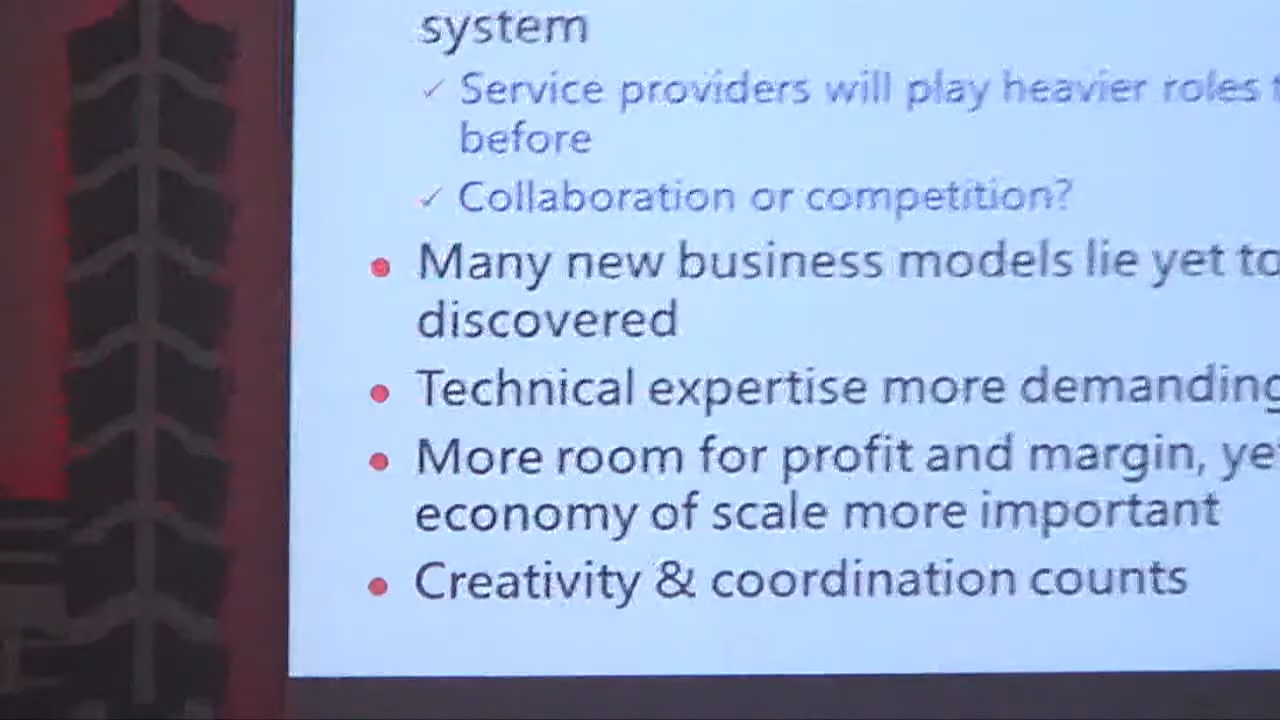 system
✓ Service providers will play heavier roles
before
✓ Collaboration or competition?
• Many new business models lie yet to
discovered
• Technical expertise more demanding
• More room for profit and margin, yet
economy of scale more important
• Creativity & coordination counts